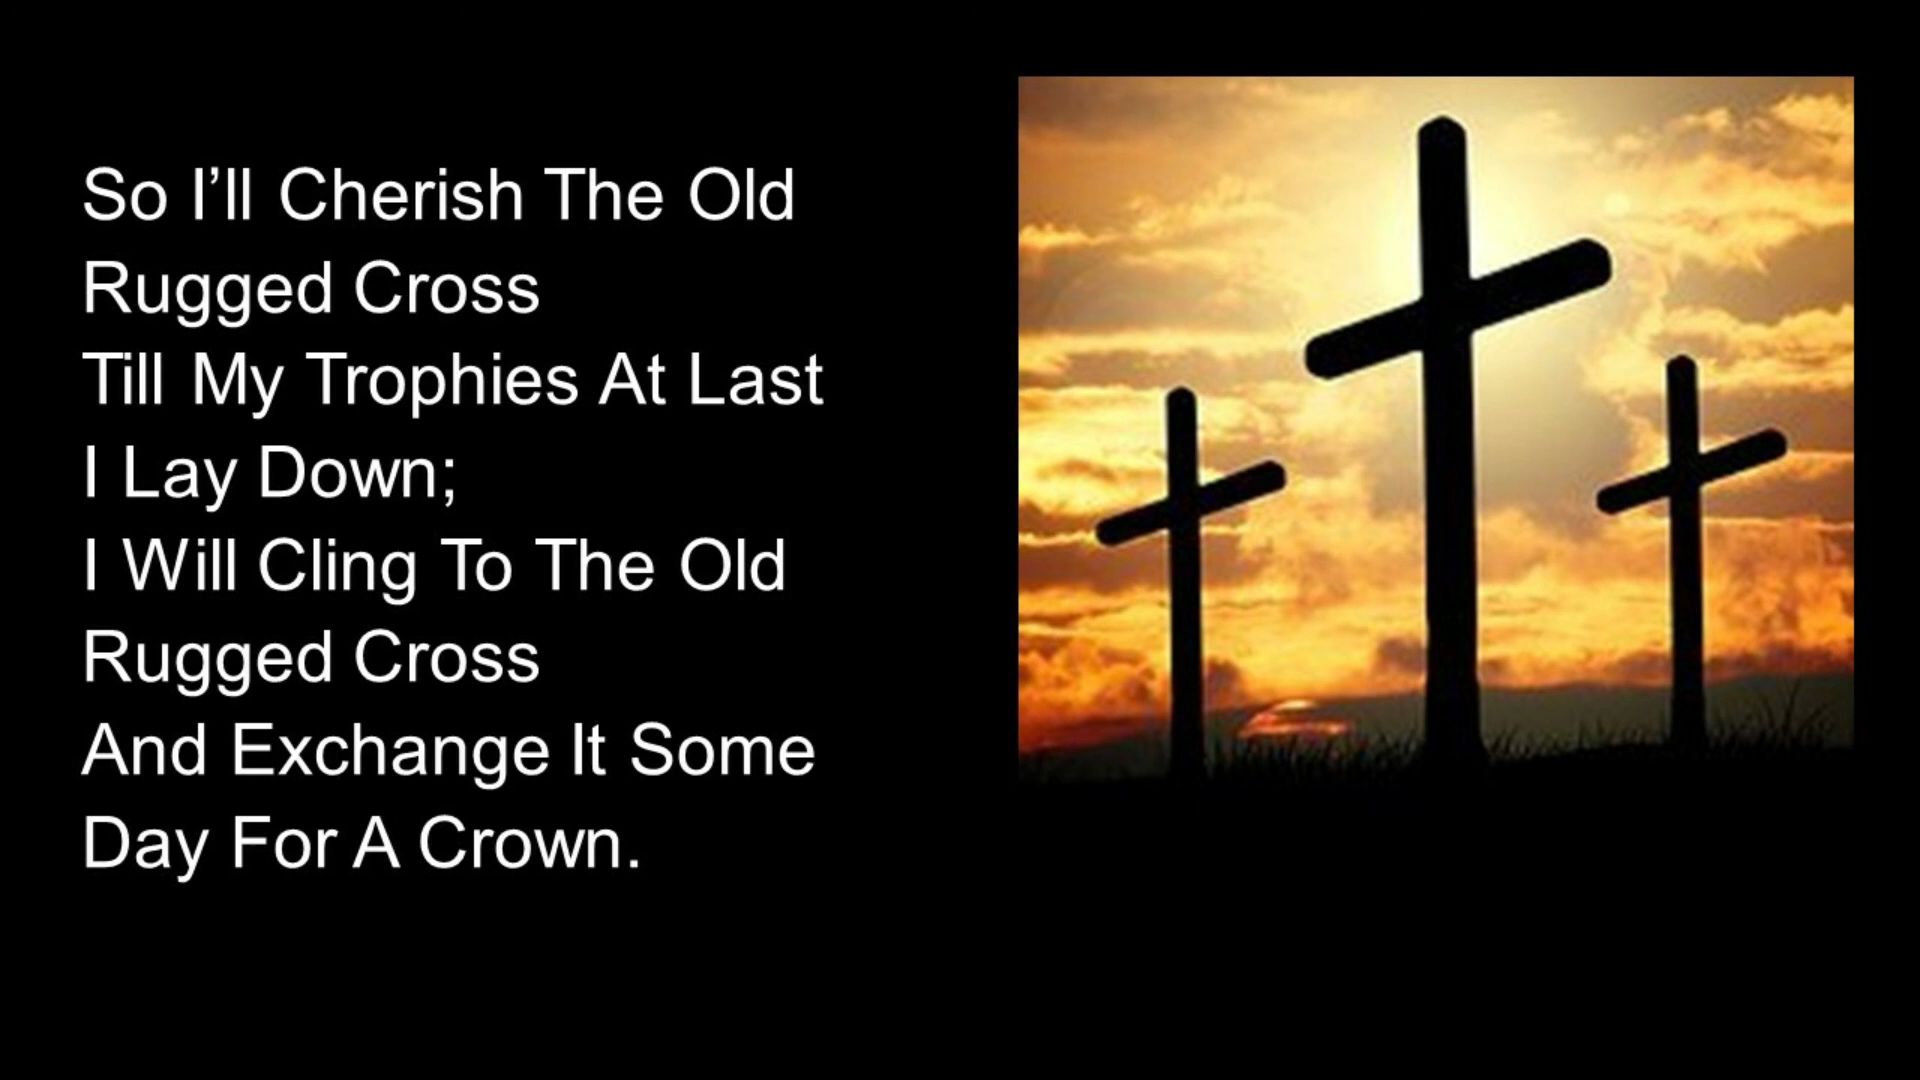 So I’ll Cherish The Old
Rugged Cross
Till My Trophies At Last
I Lay Down;
I Will Cling To The Old
Rugged Cross
And Exchange It Some
Day For A Crown.